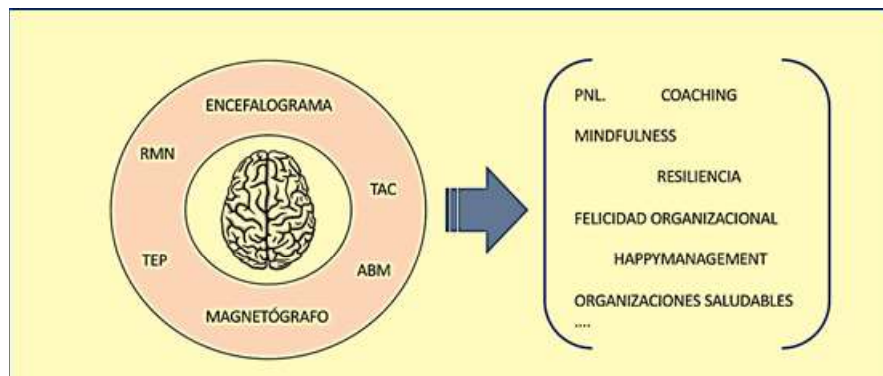 ENCEFALOGRAMA
RMN
TAC
TEP
ABM
MAGNETÓGRAFO
PNL. COACHING
MINDFULNESS
RESILIENCIA
FELICIDAD ORGANIZACIONAL
HAPPYMANAGEMENT
ORGANIZACIONES SALUDABLES
....